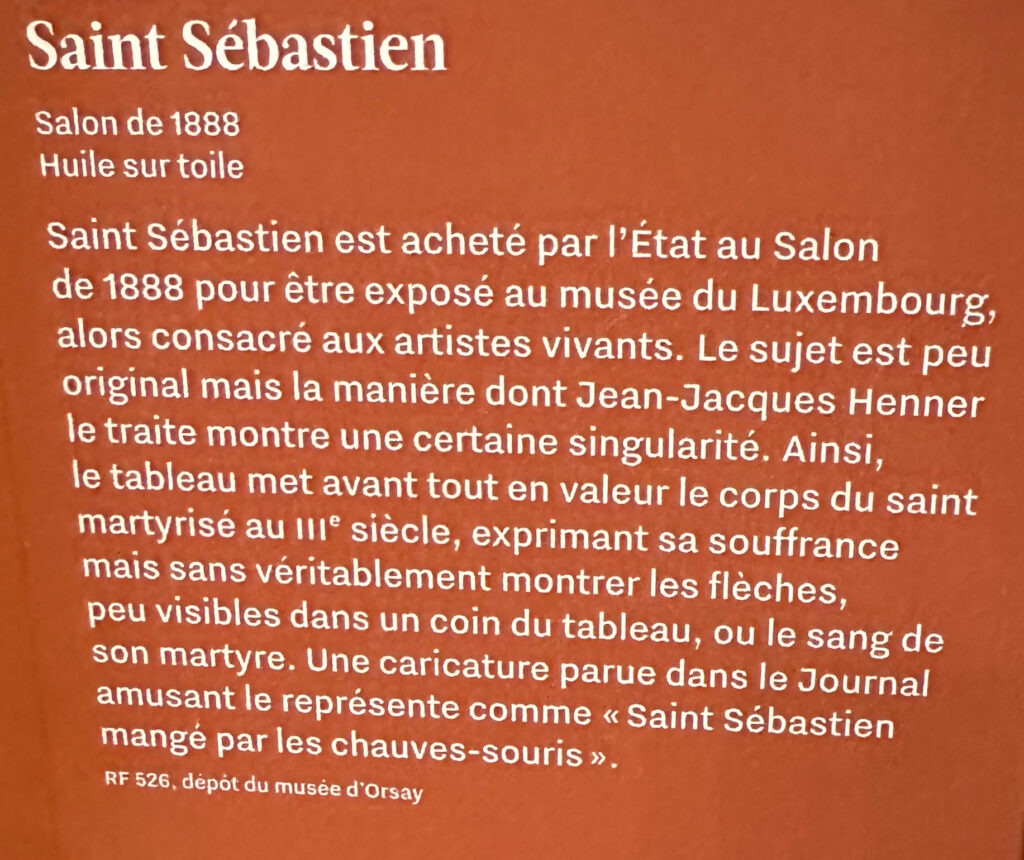 Saint Sébastien
Salon de 1888
Huile sur toile
Saint Sébastien est acheté par l’État au Salon
de 1888 pour être exposé au musée du Luxembourg,
alors consacré aux artistes vivants. Le sujet est peu
original mais la manière dont Jean-Jacques Henner
le traite montre une certaine singularité. Ainsi,
le tableau met avant tout en valeur le corps du saint
martyrisé au IIIᵉ siècle, exprimant sa souffrance
mais sans véritablement montrer les flèches,
peu visibles dans un coin du tableau, ou le sang de
son martyre. Une caricature parue dans le Journal
amusant le représente comme « Saint Sébastien
mangé par les chauves-souris ».
RF 526, dépôt du musée d’Orsay